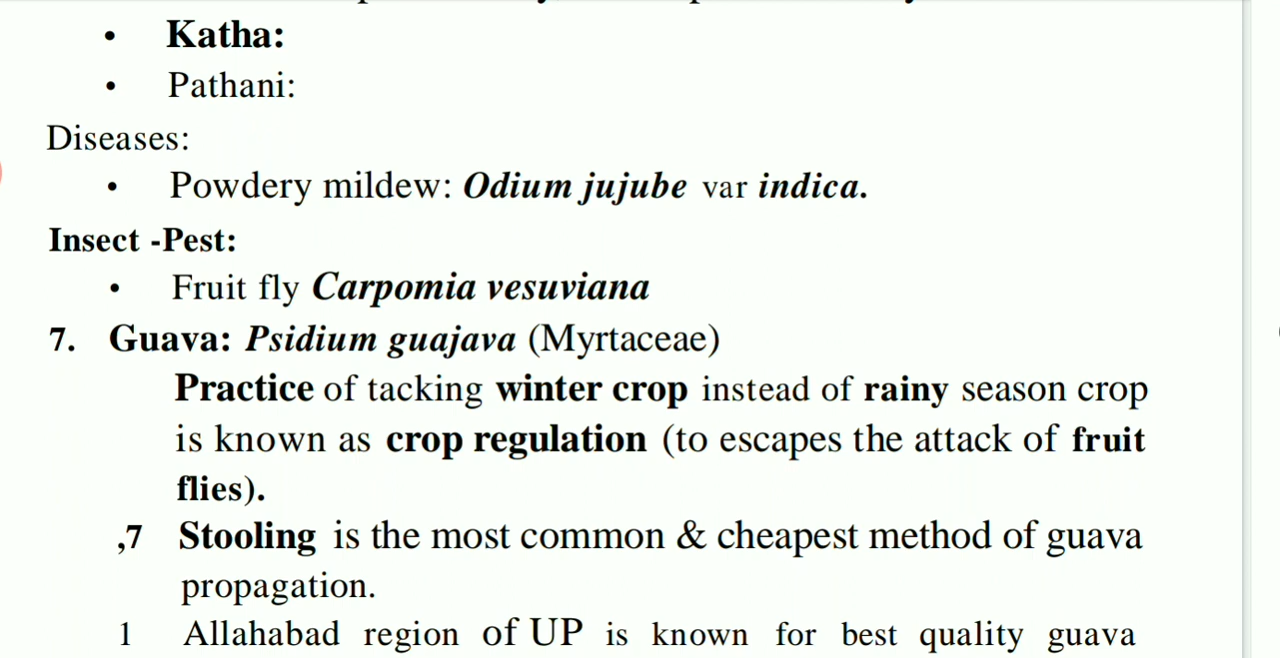 • Katha:
• Pathani:
Diseases:
• Powdery mildew: Odium jujube var indica.
Insect -Pest:
• Fruit fly Carpomia vesuviana
7. Guava: Psidium guajava (Myrtaceae)
Practice of tacking winter crop instead of rainy season crop
is known as crop regulation (to escapes the attack of fruit
flies).
,7 Stooling is the most common & cheapest method of guava
propagation.
1 Allahabad region of UP is known for best quality guava